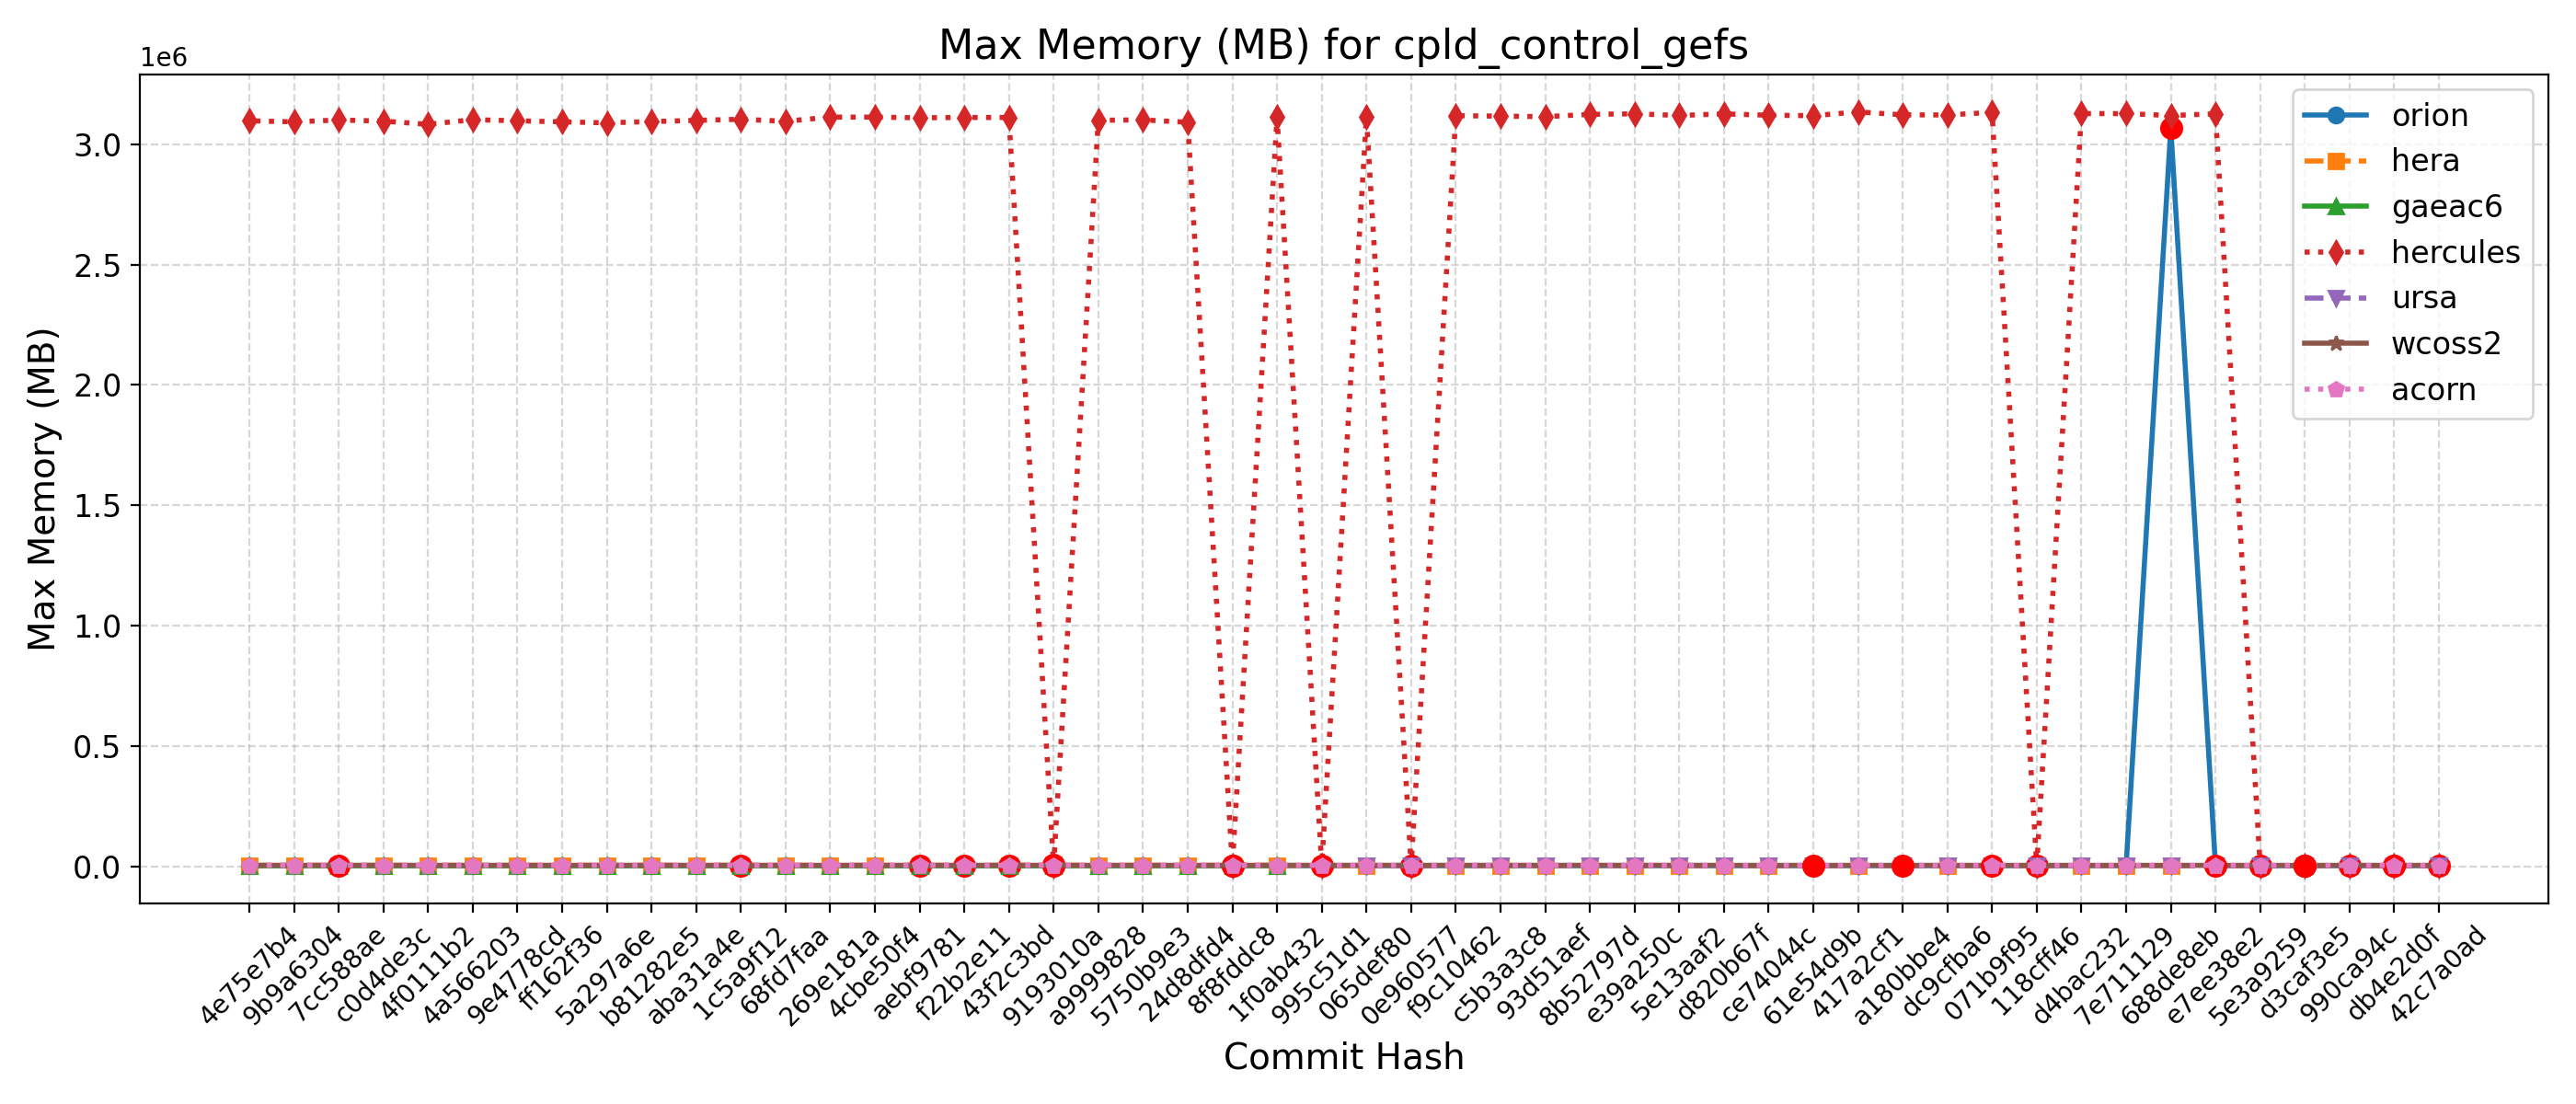 Max Memory (MB) for cpld_control_gefs
1e6
3.0
2.5
2.0
1.5
1.0
0.5
0.0
Max Memory (MB)
orion
hera
gaeac6
hercules
ursa
wcoss2
acorn
4e75e7b4
9b9a6304
7cc588ae
c0d4de3c
4f0111b2
4a566203
9e4778cd
ff162f36
5a297a6e
b81282e5
aba31a4e
1c5a9f12
68fd7faa
269e181a
4cbe50f4
aebf9781
f22b2e11
43f2c3bd
9193010a
a9999828
5750b9e3
24d8dfd4
8f8fddc8
1f0ab432
995c51d1
065def80
0e960577
f9c10462
c5b3a3c8
93d51aef
8b52797d
e39a250c
5e13aaf2
d820b67f
ce74044c
61e54d9b
417a2cf1
a180bbe4
dc9cfba6
071b9f95
118cff46
d4bac232
7e711129
688de8eb
e7ee38e2
5e3a9259
d3caf3e5
990ca94c
db4e2d0f
42c7a0ad
Commit Hash